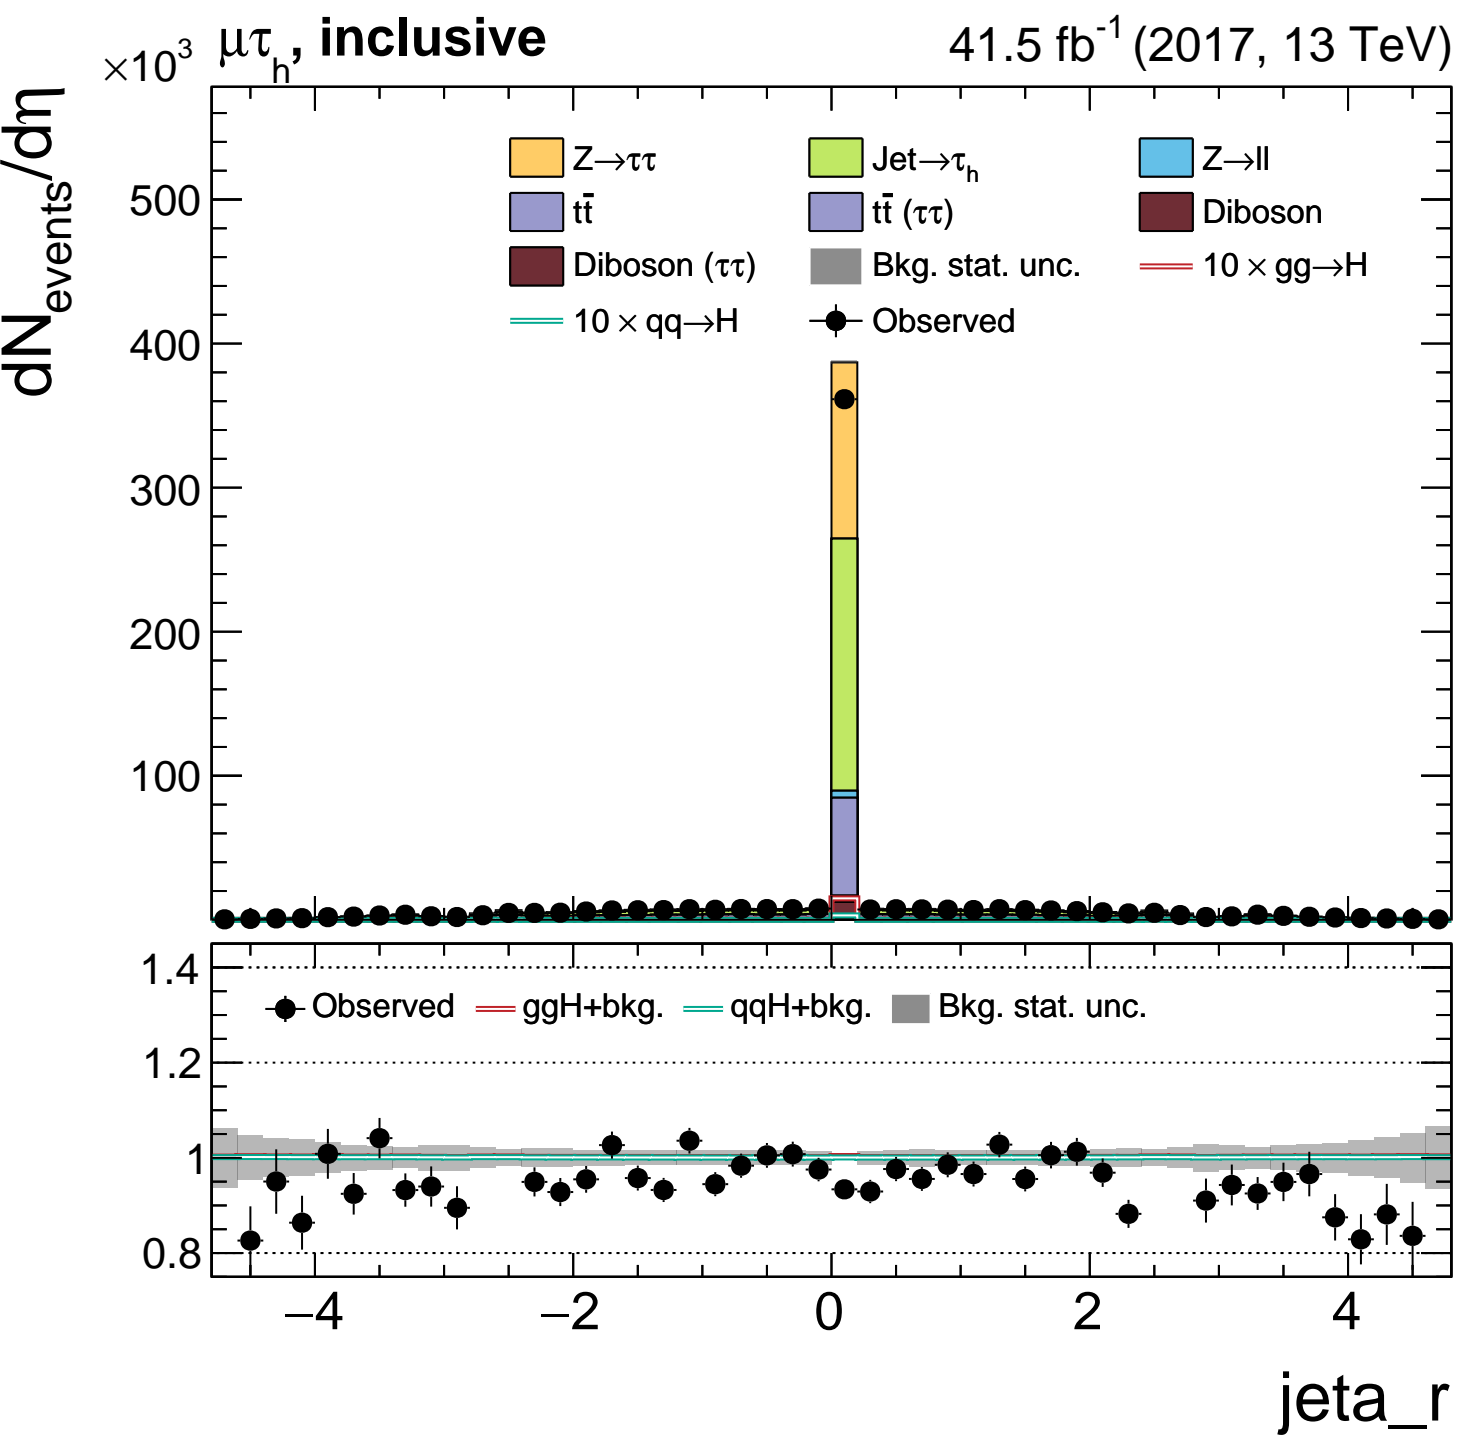 ×10³ μτₕ, inclusive 41.5 fb⁻¹ (2017, 13 TeV)
dN_events/dη
Z→ττ Jet→τₕ Z→ll
tt̄ tt̄ (ττ) Diboson
Diboson (ττ) Bkg. stat. unc. 10 × gg→H
10 × qq→H Observed
500
400
300
200
100
1.4
Observed ggH+bkg. qqH+bkg. Bkg. stat. unc.
1.2
1
0.8
−4 −2 0 2 4
jeta_r